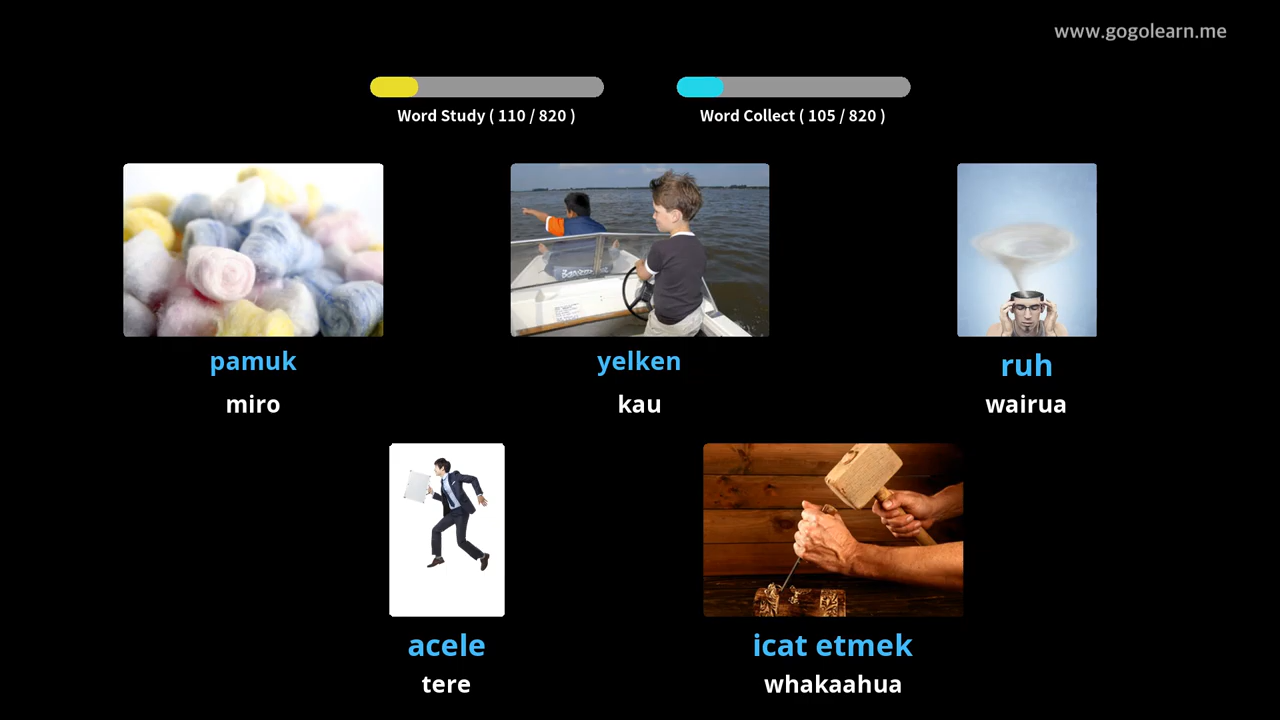 www.gogolearn.me
Word Study ( 110 / 820 )
Word Collect ( 105 / 820 )
pamuk
miro
yelken
kau
ruh
wairua
acele
tere
icat etmek
whakaahua